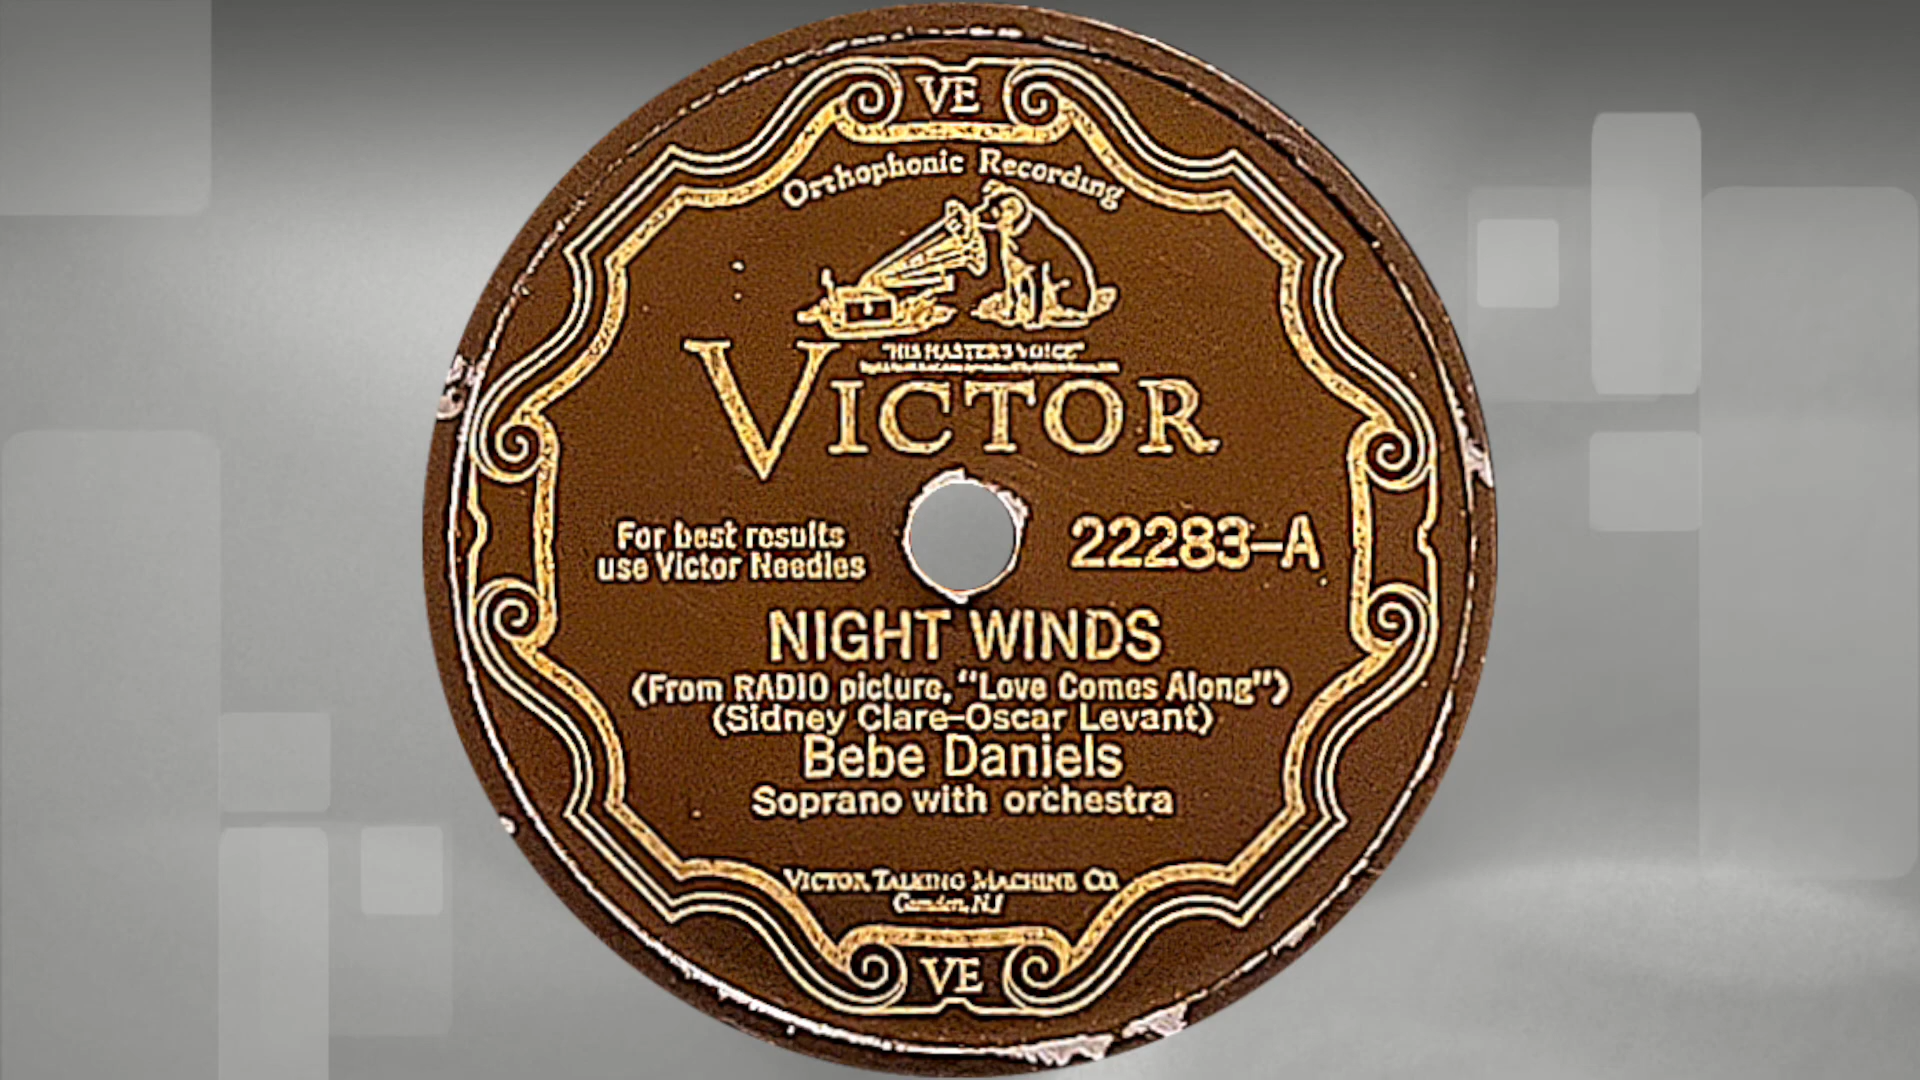 VE
Orthophonic Recording
"HIS MASTER'S VOICE"
VICTOR
For best results
use Victor Needles
22283-A
NIGHT WINDS
(From RADIO picture, "Love Comes Along")
(Sidney Clare-Oscar Levant)
Bebe Daniels
Soprano with orchestra
VICTOR TALKING MACHINE CO.
Camden, N.J.
VE